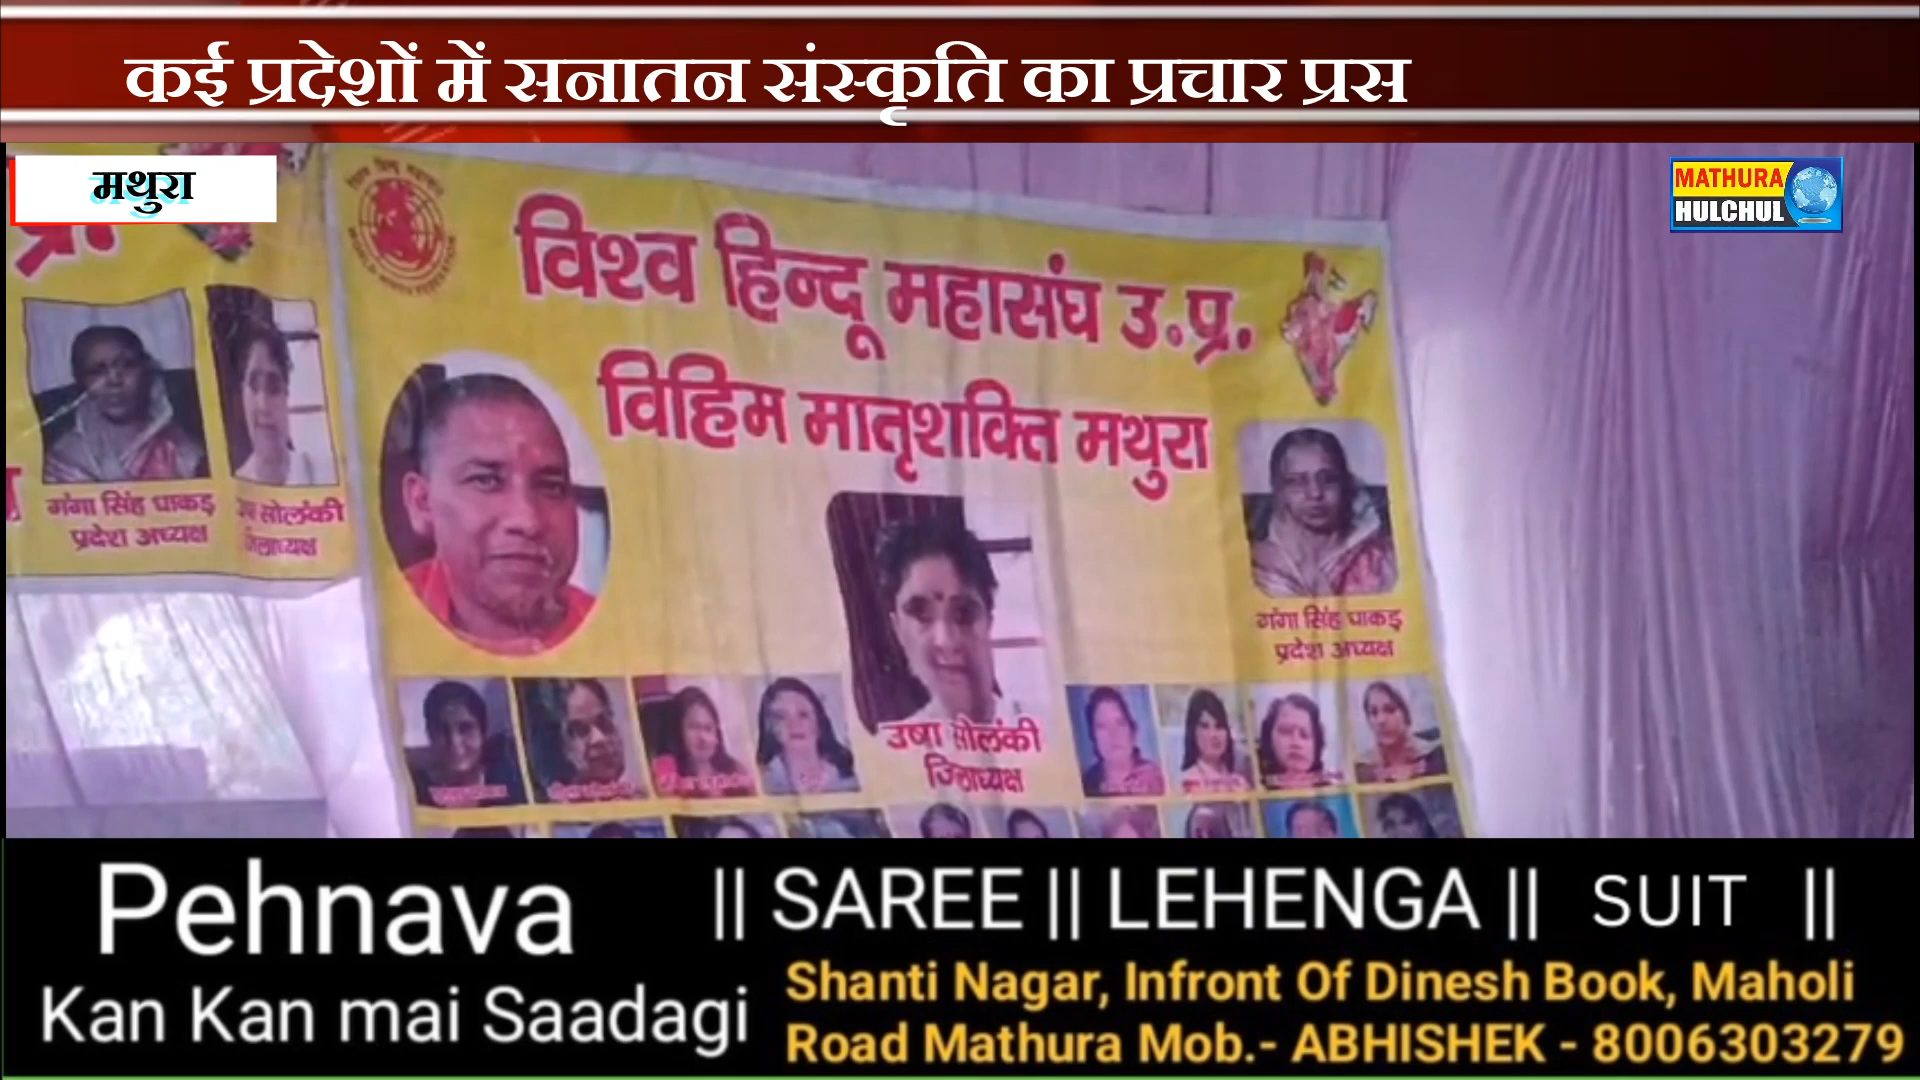 कई प्रदेशों में सनातन संस्कृति का प्रचार प्रस
मथुरा
MATHURA
HULCHUL
प्र.
विश्व हिन्दू महासंघ उ.प्र.
विहिम मातृशक्ति मथुरा
गंगा सिंह धाकड़
प्रदेश अध्यक्ष
सोलंकी
उषा सोलंकी
जिलाध्यक्ष
गंगा सिंह धाकड़
प्रदेश अध्यक्ष
Pehnava
|| SAREE || LEHENGA || SUIT ||
Kan Kan mai Saadagi
Shanti Nagar, Infront Of Dinesh Book, Maholi
Road Mathura Mob.- ABHISHEK - 8006303279